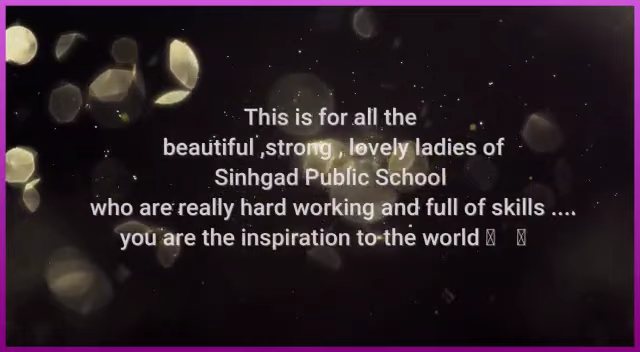 This is for all the
beautiful ,strong , lovely ladies of
Sinhgad Public School
who are really hard working and full of skills ....
you are the inspiration to the world